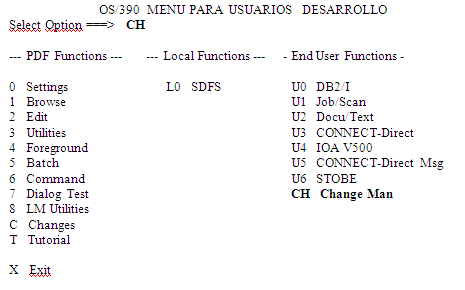 OS/390 MENU PARA USUARIOS DESARROLLO
Select Option ===> CH
--- PDF Functions --- --- Local Functions --- - End User Functions -
0 Settings L0 SDFS U0 DB2/I
1 Browse U1 Job/Scan
2 Edit U2 Docu/Text
3 Utilities U3 CONNECT-Direct
4 Foreground U4 IOA V500
5 Batch U5 CONNECT-Direct Msg
6 Command U6 STOBE
7 Dialog Test CH Change Man
8 LM Utilities
C Changes
T Tutorial
X Exit